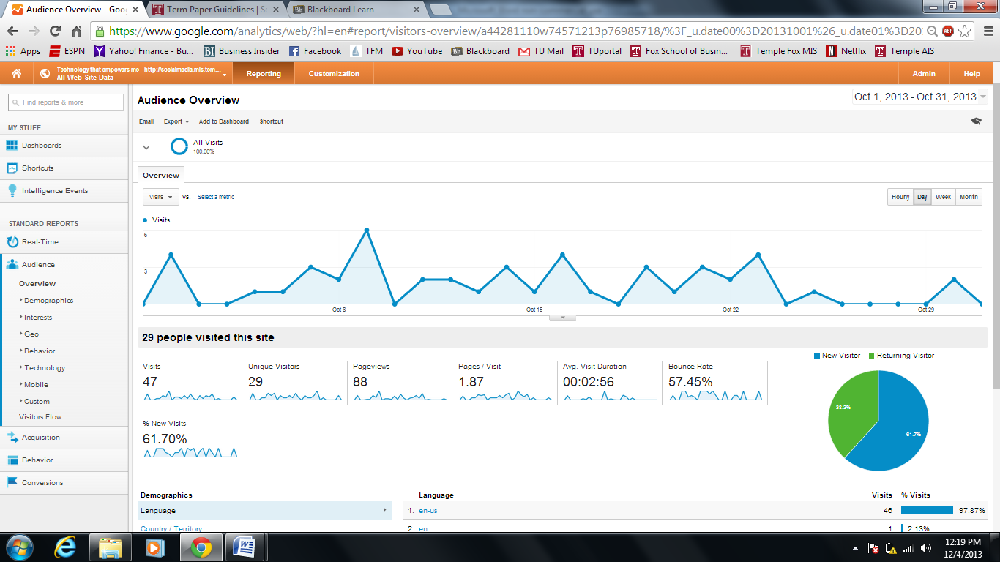 Audience Overview - Goo
Term Paper Guidelines | So
Blackboard Learn
https://www.google.com/analytics/web/?hl=en#report/visitors-overview/a44281110w74571213p76985718/%3F_u.date00%3D20131001%26_u.date01%3D20
Apps ESPN Yahoo! Finance - Bu... Business Insider Facebook TFM YouTube Blackboard TU Mail TUportal Fox School of Busin... Temple Fox MIS Netflix Temple AIS
Technology that empowers me - http://socialmedia.mis.tem...
All Web Site Data
Reporting Customization Admin Help
Find reports & more
MY STUFF
Dashboards
Shortcuts
Intelligence Events
STANDARD REPORTS
Real-Time
Audience
Overview
Demographics
Interests
Geo
Behavior
Technology
Mobile
Custom
Visitors Flow
Acquisition
Behavior
Conversions
Audience Overview
Oct 1, 2013 - Oct 31, 2013
Email Export Add to Dashboard Shortcut
All Visits
100.00%
Overview
Visits vs. Select a metric
Hourly Day Week Month
Visits
6
3
Oct 8 Oct 15 Oct 22 Oct 29
29 people visited this site
Visits
47
Unique Visitors
29
Pageviews
88
Pages / Visit
1.87
Avg. Visit Duration
00:02:56
Bounce Rate
57.45%
% New Visits
61.70%
New Visitor Returning Visitor
38.3%
61.7%
Demographics
Language
Country / Territory
Language Visits % Visits
1. en-us 46 97.87%
2. en 1 2.13%
12:19 PM
12/4/2013